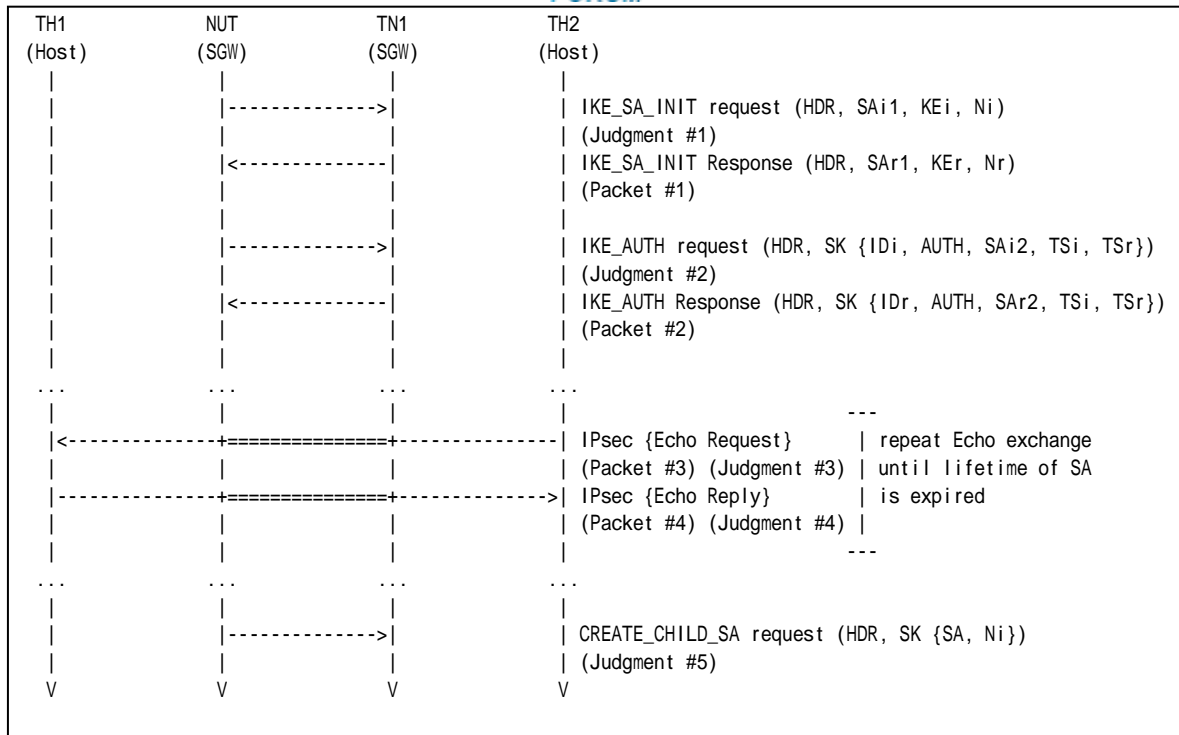 TH1 NUT TN1 TH2
(Host) (SGW) (SGW) (Host)
| | | |
| |-------------->| | IKE_SA_INIT request (HDR, SAi1, KEi, Ni)
| | | | (Judgment #1)
| |<--------------| | IKE_SA_INIT Response (HDR, SAr1, KEr, Nr)
| | | | (Packet #1)
| | | |
| |-------------->| | IKE_AUTH request (HDR, SK {IDi, AUTH, SAi2, TSi, TSr})
| | | | (Judgment #2)
| |<--------------| | IKE_AUTH Response (HDR, SK {IDr, AUTH, SAr2, TSi, TSr})
| | | | (Packet #2)
| | | |
... ... ... ...
| | | | ---
|<--------------+===============+---------------| IPsec {Echo Request} | repeat Echo exchange
| | | | (Packet #3) (Judgment #3) | until lifetime of SA
|---------------+===============+-------------->| IPsec {Echo Reply} | is expired
| | | | (Packet #4) (Judgment #4) |
| | | | ---
... ... ... ...
| | | |
| |-------------->| | CREATE_CHILD_SA request (HDR, SK {SA, Ni})
| | | | (Judgment #5)
V V V V